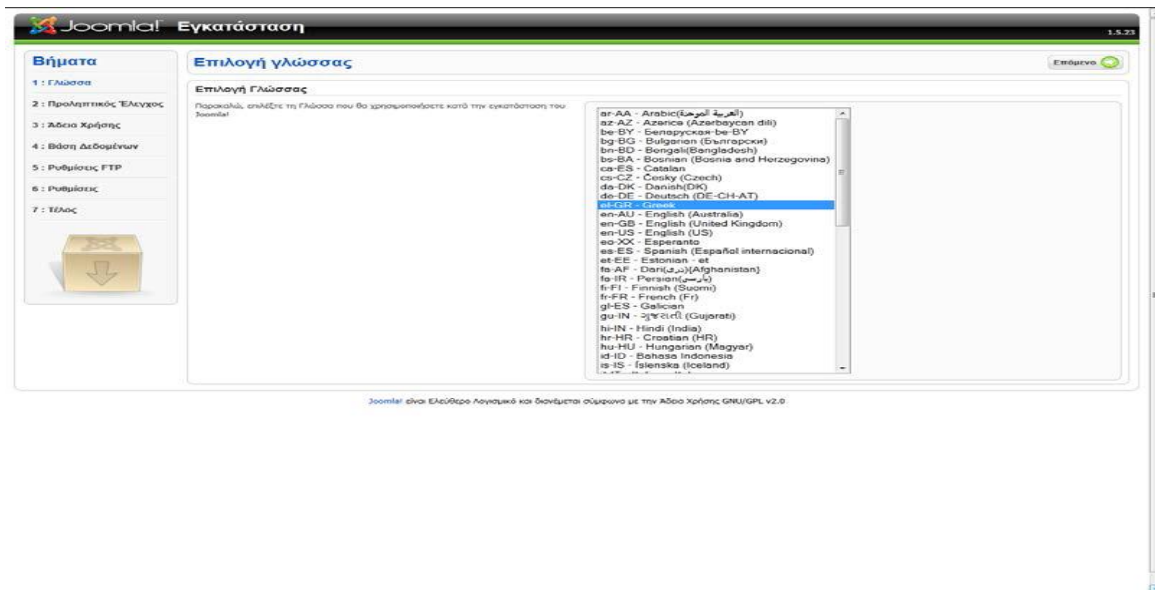 Joomla! Εγκατάσταση
1.5.23
Βήματα
1 : Γλώσσα
2 : Προληπτικός Έλεγχος
3 : Άδεια Χρήσης
4 : Βάση Δεδομένων
5 : Ρυθμίσεις FTP
6 : Ρυθμίσεις
7 : Τέλος
Επιλογή γλώσσας
Επόμενο
Επιλογή Γλώσσας
Παρακαλώ, επιλέξτε τη Γλώσσα που θα χρησιμοποιήσετε κατά την εγκατάσταση του
Joomla!
ar-AA - Arabic(العربية الموحدة)
az-AZ - Azerice (Azərbaycan dili)
be-BY - Беларуская-be-BY
bg-BG - Bulgarian (Български)
bn-BD - Bengali(Bangladesh)
bs-BA - Bosnian (Bosnia and Herzegovina)
ca-ES - Catalan
cs-CZ - Česky (Czech)
da-DK - Danish(DK)
de-DE - Deutsch (DE-CH-AT)
el-GR - Greek
en-AU - English (Australia)
en-GB - English (United Kingdom)
en-US - English (US)
eo-XX - Esperanto
es-ES - Spanish (Español internacional)
et-EE - Estonian - et
fa-AF - Dari(دری)(Afghanistan)
fa-IR - Persian(پارسی)
fi-FI - Finnish (Suomi)
fr-FR - French (Fr)
gl-ES - Galician
gu-IN - ગુજરાતી (Gujarati)
hi-IN - Hindi (India)
hr-HR - Croatian (HR)
hu-HU - Hungarian (Magyar)
id-ID - Bahasa Indonesia
is-IS - Íslenska (Iceland)
Joomla! είναι Ελεύθερο Λογισμικό και διανέμεται σύμφωνα με την Άδεια Χρήσης GNU/GPL v2.0